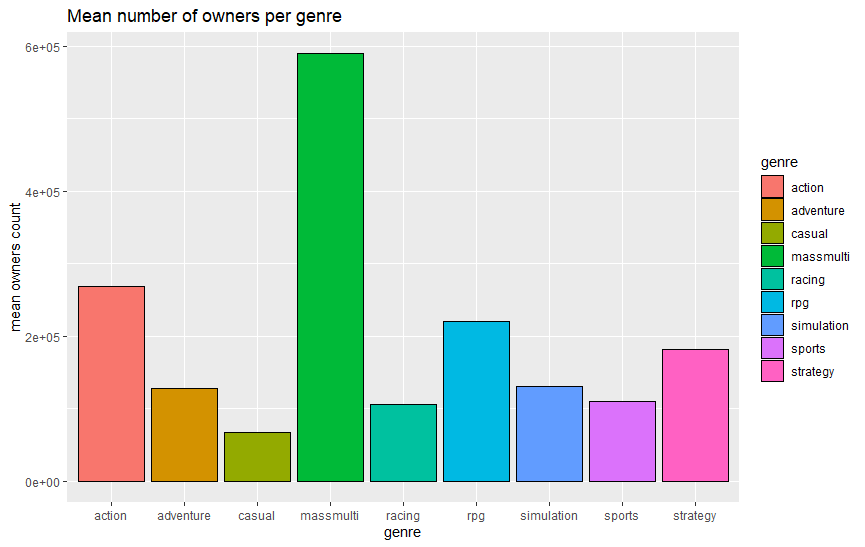 Mean number of owners per genre
mean owners count
6e+05
4e+05
2e+05
0e+00
action adventure casual massmulti racing rpg simulation sports strategy
genre
genre
action
adventure
casual
massmulti
racing
rpg
simulation
sports
strategy